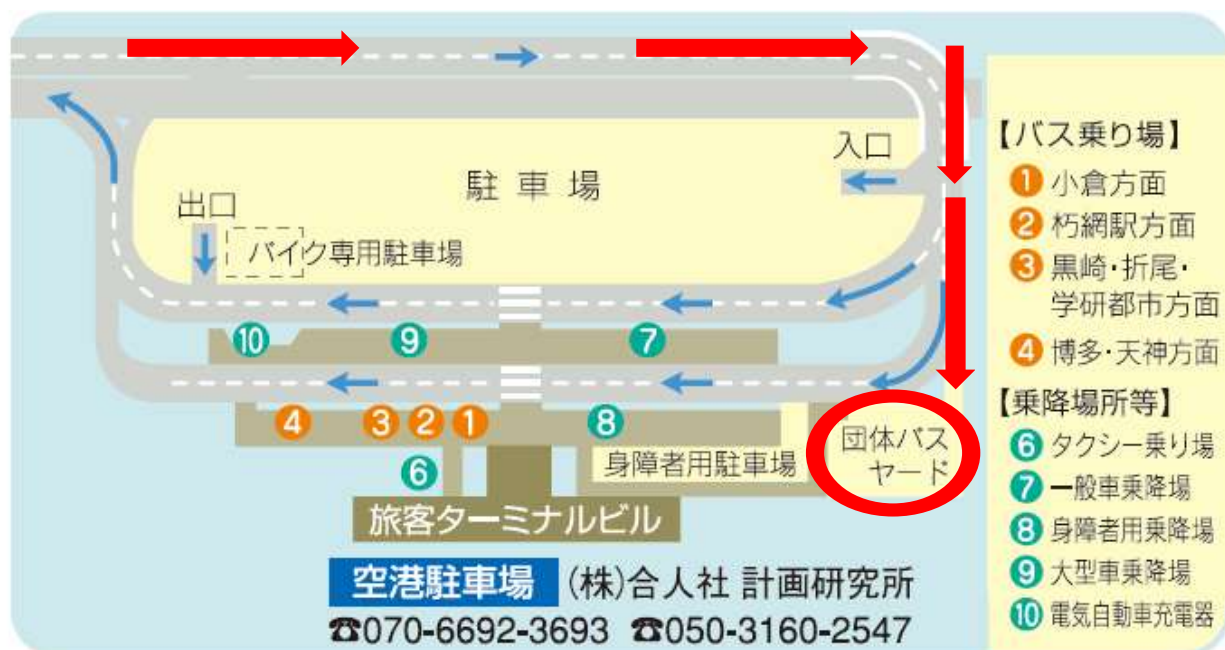 駐車場
入口
出口
バイク専用駐車場
⑩
⑨
⑦
④
③
②
①
⑧
⑥
身障者用駐車場
団体バス
ヤード
旅客ターミナルビル
空港駐車場 (株)合人社 計画研究所
☎070-6692-3693 ☎050-3160-2547
【バス乗り場】
① 小倉方面
② 朽網駅方面
③ 黒崎・折尾・
学研都市方面
④ 博多・天神方面
【乗降場所等】
⑥ タクシー乗り場
⑦ 一般車乗降場
⑧ 身障者用乗降場
⑨ 大型車乗降場
⑩ 電気自動車充電器